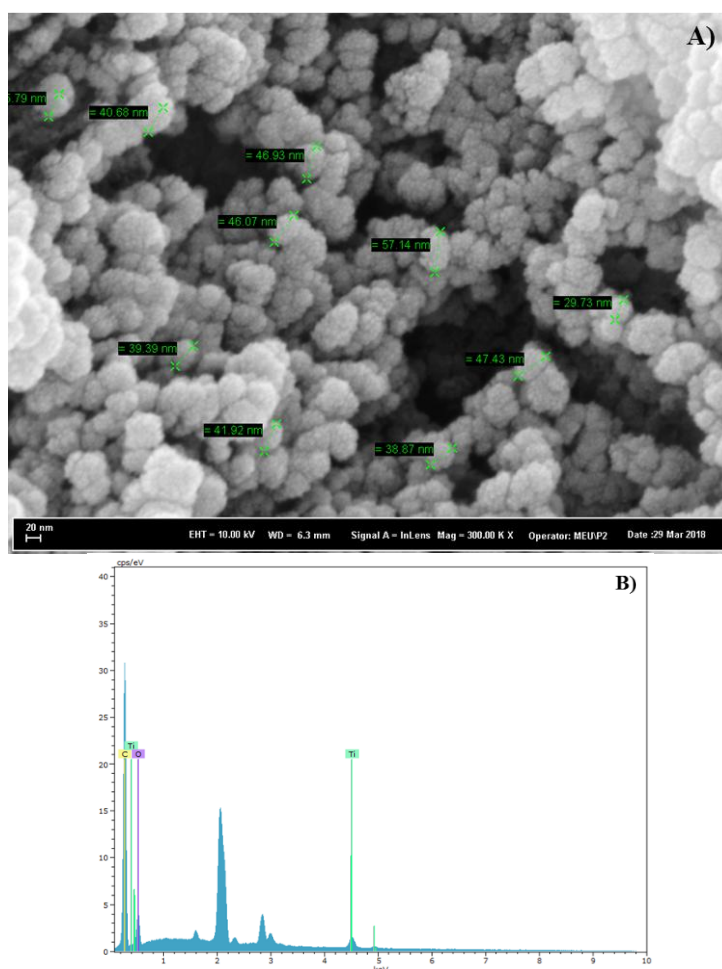 A)
5.79 nm
= 40.68 nm
= 46.93 nm
= 46.07 nm
= 57.14 nm
= 29.73 nm
= 39.39 nm
= 47.43 nm
= 41.92 nm
= 38.87 nm
20 nm EHT = 10.00 kV WD = 6.3 mm Signal A = InLens Mag = 300.00 K X Operator: MEU\P2 Date :29 Mar 2018
cps/eV
B)
40
35
30
25
Ti Ti
C O
20
15
10
5
0
1 2 3 4 5 6 7 8 9 10